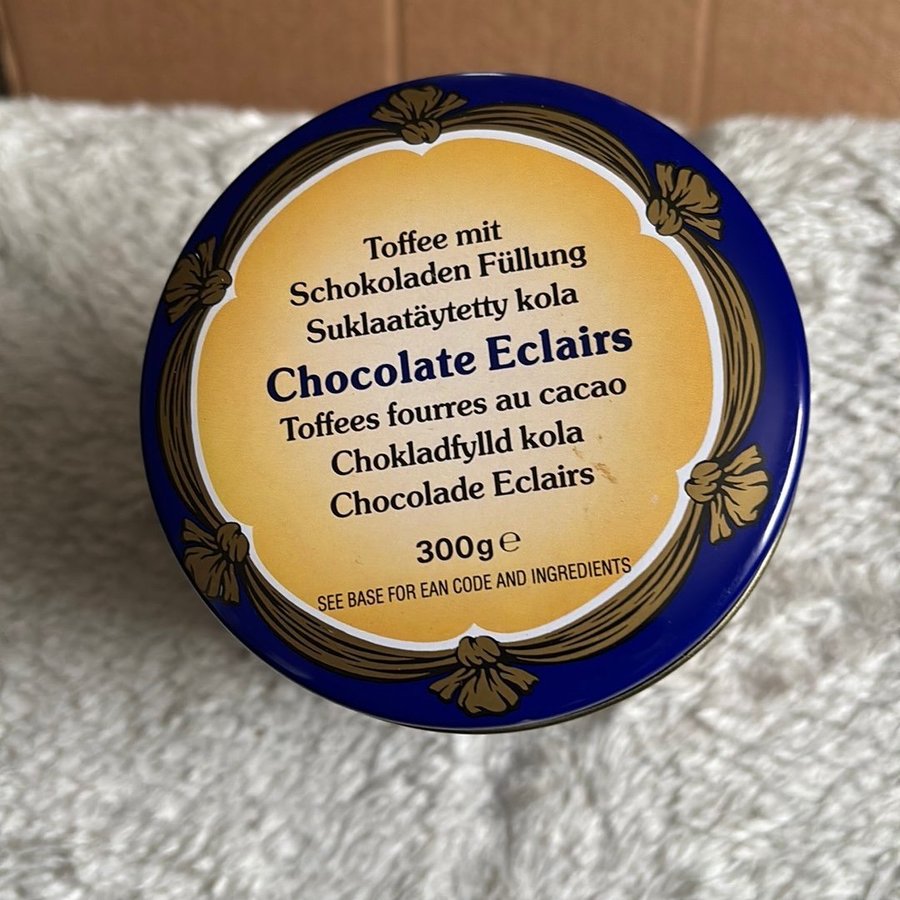 Toffee mit
Schokoladen Füllung
Suklaatäytetty kola
Chocolate Eclairs
Toffees fourres au cacao
Chokladfylld kola
Chocolade Eclairs
300g ℮
SEE BASE FOR EAN CODE AND INGREDIENTS